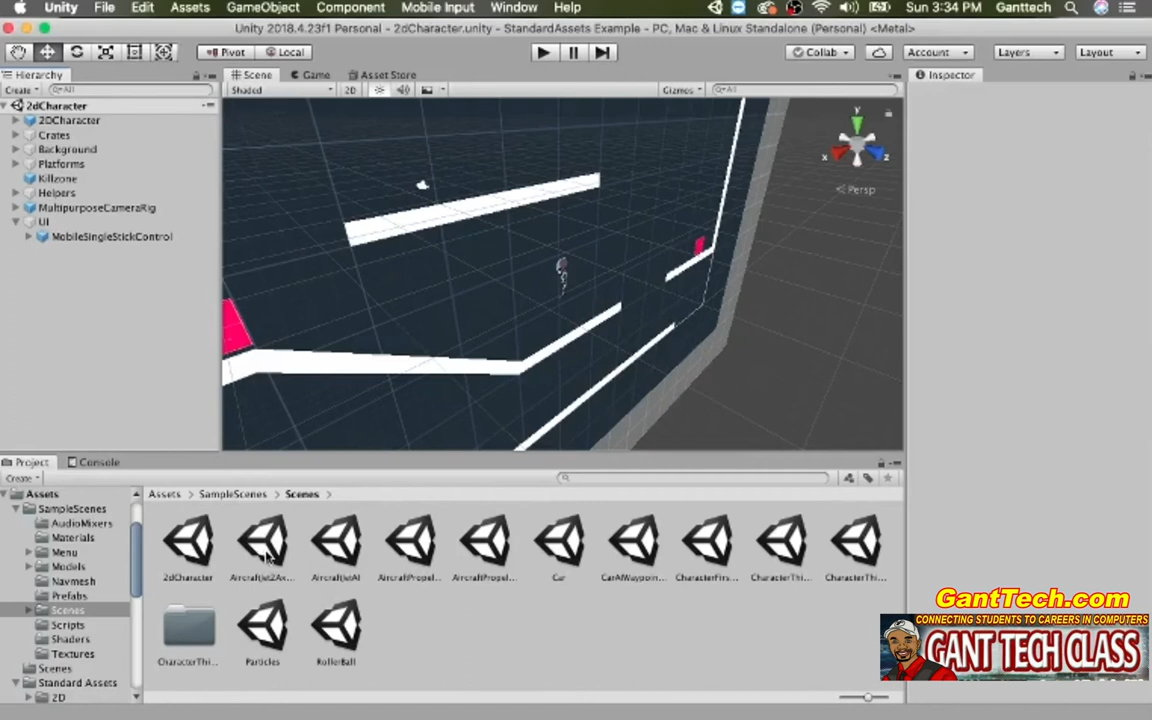 Unity File Edit Assets GameObject Component Mobile Input Window Help Sun 3:34 PM Ganttech
Unity 2018.4.23f1 Personal - 2dCharacter.unity - StandardAssets Example - PC, Mac & Linux Standalone (Personal) <Metal>
Pivot Local Collab Account Layers Layout
Hierarchy Scene Game Asset Store Inspector
Create All Shaded 2D Gizmos All
2dCharacter
2DCharacter
Crates
Background
Platforms
Killzone
Helpers
MultipurposeCameraRig
UI
MobileSingleStickControl
y
x z
Persp
Project Console
Create
Assets
SampleScenes
AudioMixers
Materials
Menu
Models
Navmesh
Prefabs
Scenes
Scripts
Shaders
Textures
Scenes
Standard Assets
2D
Assets > SampleScenes > Scenes >
2dCharacter AircraftJet2Ax... AircraftJetAI AircraftPropel... AircraftPropel... Car CarAIWaypoin... CharacterFirs... CharacterThi... CharacterThi...
CharacterThi... Particles RollerBall
GantTech.com
CONNECTING STUDENTS TO CAREERS IN COMPUTERS
GANT TECH CLASS